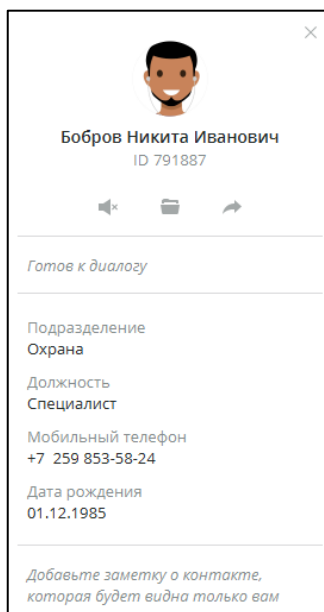 Бобров Никита Иванович
ID 791887
Готов к диалогу
Подразделение
Охрана
Должность
Специалист
Мобильный телефон
+7  259 853-58-24
Дата рождения
01.12.1985
Добавьте заметку о контакте,
которая будет видна только вам